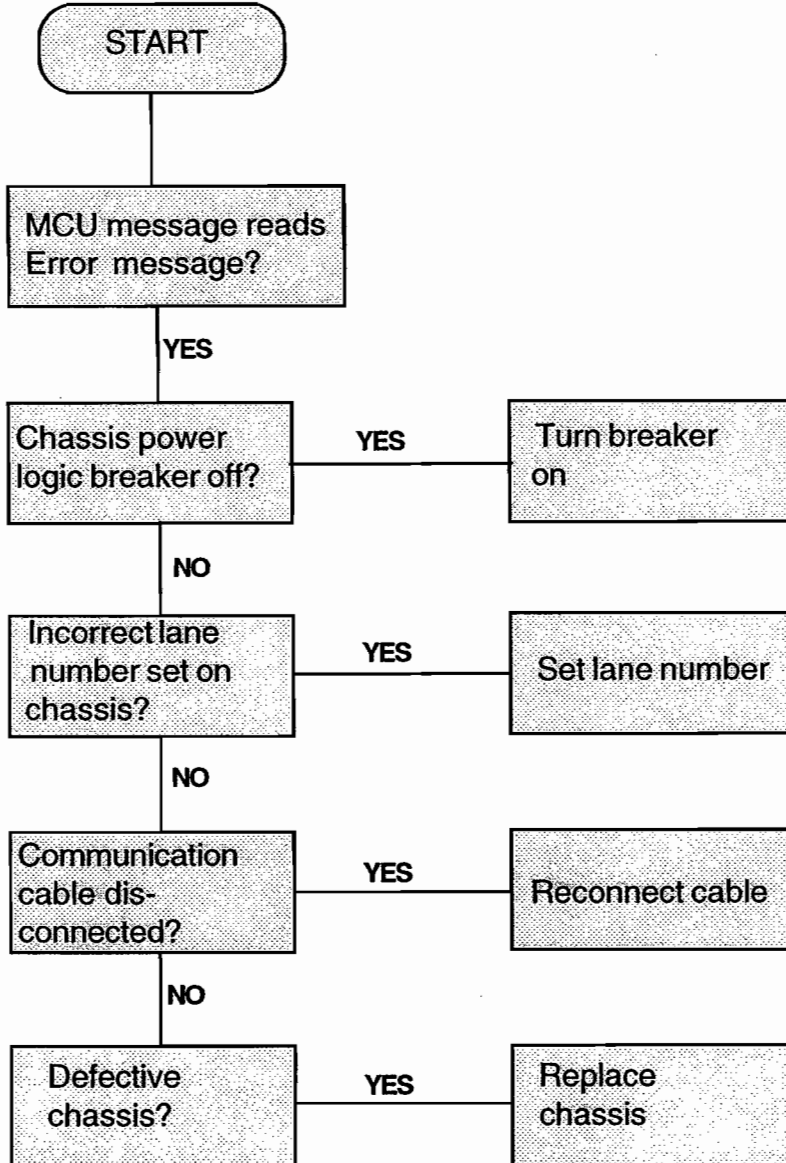 START
MCU message reads
Error message?
YES
Chassis power
logic breaker off?
YES
Turn breaker
on
NO
Incorrect lane
number set on
chassis?
YES
Set lane number
NO
Communication
cable dis-
connected?
YES
Reconnect cable
NO
Defective
chassis?
YES
Replace
chassis